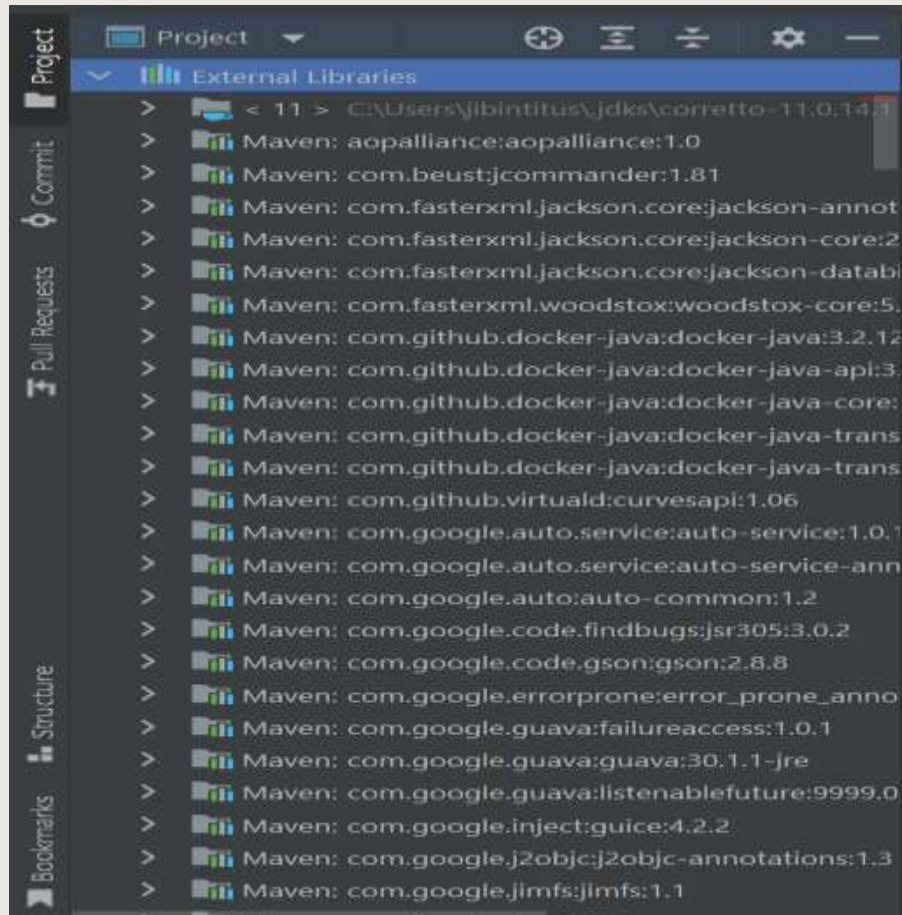 Project
External Libraries
< 11 > C:\Users\jibintitus\.jdks\corretto-11.0.14.1
Maven: aopalliance:aopalliance:1.0
Maven: com.beust:jcommander:1.81
Maven: com.fasterxml.jackson.core:jackson-annot
Maven: com.fasterxml.jackson.core:jackson-core:2
Maven: com.fasterxml.jackson.core:jackson-databi
Maven: com.fasterxml.woodstox:woodstox-core:5.
Maven: com.github.docker-java:docker-java:3.2.12
Maven: com.github.docker-java:docker-java-api:3.
Maven: com.github.docker-java:docker-java-core:
Maven: com.github.docker-java:docker-java-trans
Maven: com.github.docker-java:docker-java-trans
Maven: com.github.virtuald:curvesapi:1.06
Maven: com.google.auto.service:auto-service:1.0.1
Maven: com.google.auto.service:auto-service-ann
Maven: com.google.auto:auto-common:1.2
Maven: com.google.code.findbugs:jsr305:3.0.2
Maven: com.google.code.gson:gson:2.8.8
Maven: com.google.errorprone:error_prone_anno
Maven: com.google.guava:failureaccess:1.0.1
Maven: com.google.guava:guava:30.1.1-jre
Maven: com.google.guava:listenablefuture:9999.0
Maven: com.google.inject:guice:4.2.2
Maven: com.google.j2objc:j2objc-annotations:1.3
Maven: com.google.jimfs:jimfs:1.1
Project
Commit
Pull Requests
Structure
Bookmarks